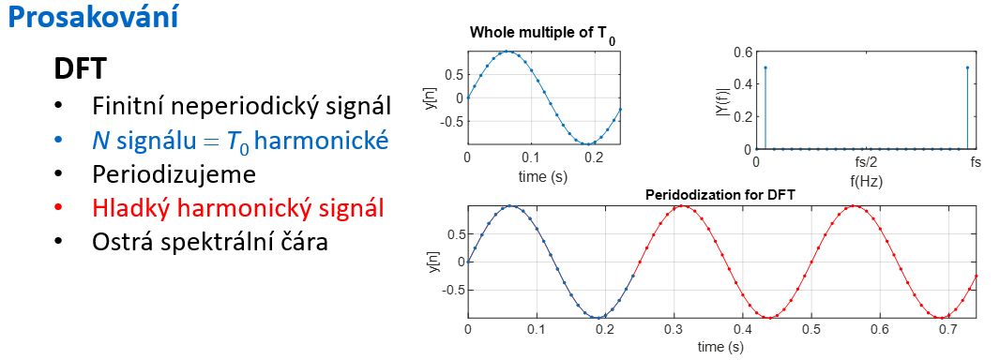 Prosakování
DFT
• Finitní neperiodický signál
• N signálu = T0 harmonické
• Periodizujeme
• Hladký harmonický signál
• Ostrá spektrální čára
Whole multiple of T0
y[n]
0.5
0
-0.5
0 0.1 0.2
time (s)
|Y(f)|
0.6
0.4
0.2
0
0 fs/2 fs
f(Hz)
Peridodization for DFT
y[n]
0.5
0
-0.5
0 0.1 0.2 0.3 0.4 0.5 0.6 0.7
time (s)